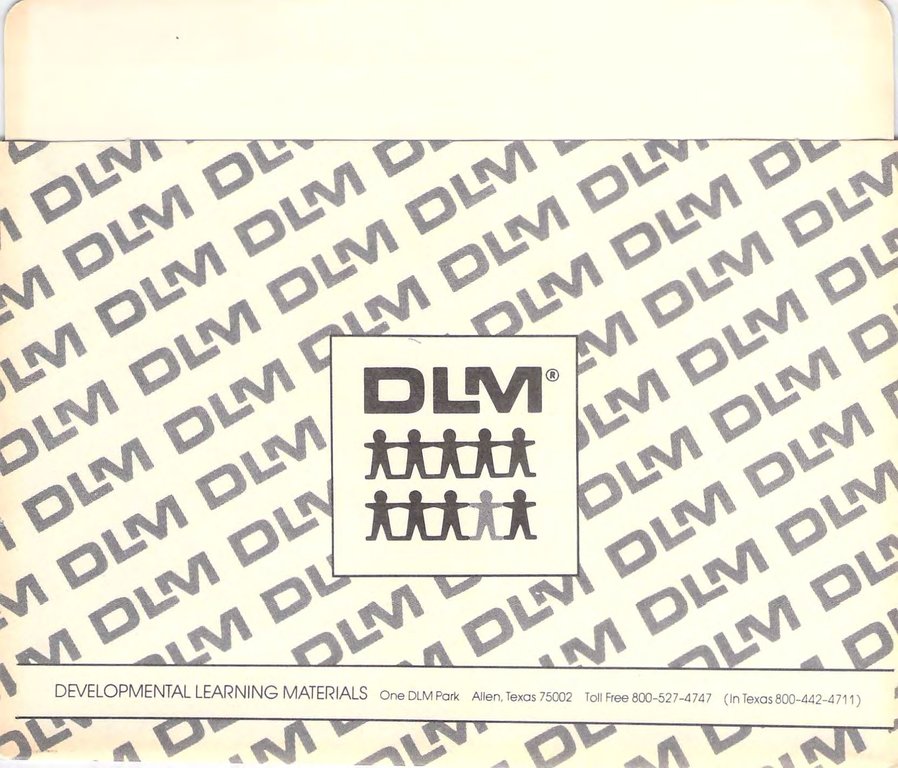 DLM®
DEVELOPMENTAL LEARNING MATERIALS One DLM Park Allen, Texas 75002 Toll Free 800-527-4747 (In Texas 800-442-4711)